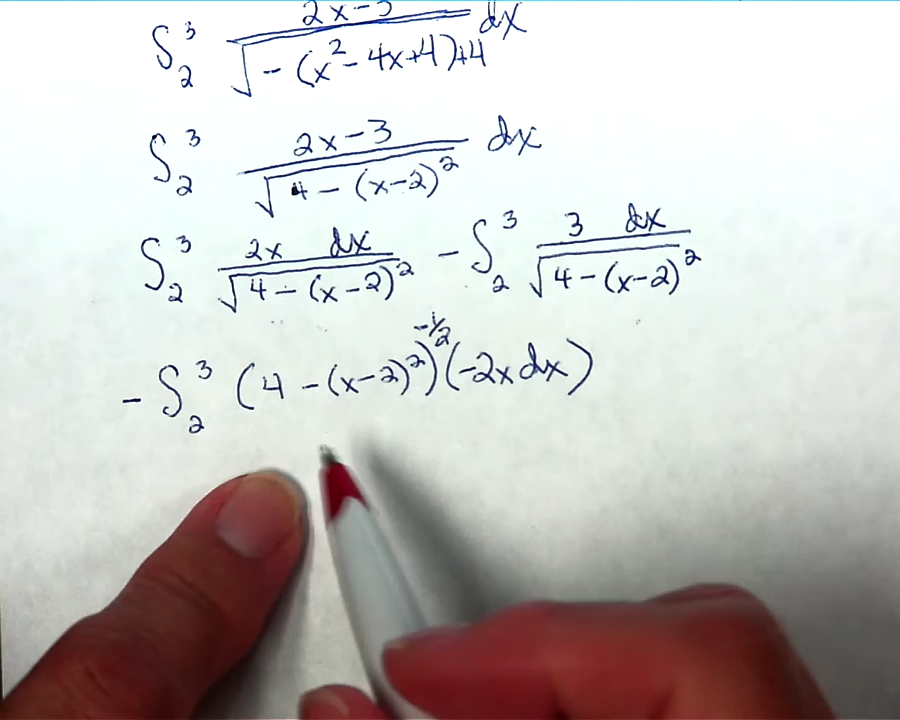 ∫₂³ (2x-3)/√(-(x²-4x+4)+4) dx
∫₂³ (2x-3)/√(4-(x-2)²) dx
∫₂³ (2x dx)/√(4-(x-2)²) - ∫₂³ (3 dx)/√(4-(x-2)²)
-∫₂³ (4-(x-2)²)^(-1/2) (-2x dx)